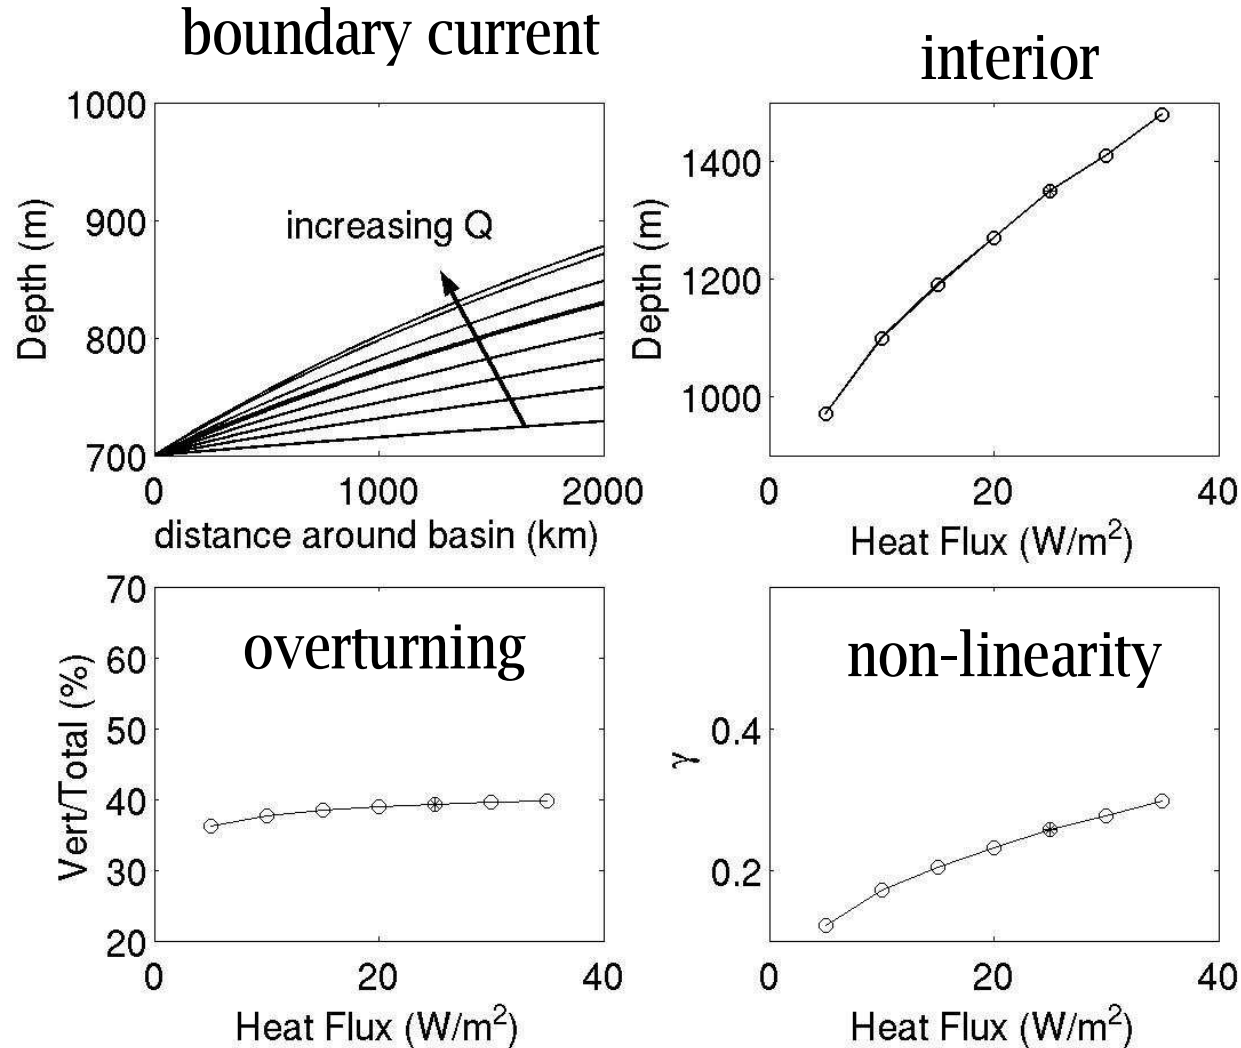 boundary current
1000
900
800
700
Depth (m)
increasing Q
0 1000 2000
distance around basin (km)
interior
1400
1200
1000
Depth (m)
0 20 40
Heat Flux (W/m²)
overturning
70
60
50
40
30
20
Vert/Total (%)
0 20 40
Heat Flux (W/m²)
non-linearity
0.4
0.2
γ
0 20 40
Heat Flux (W/m²)